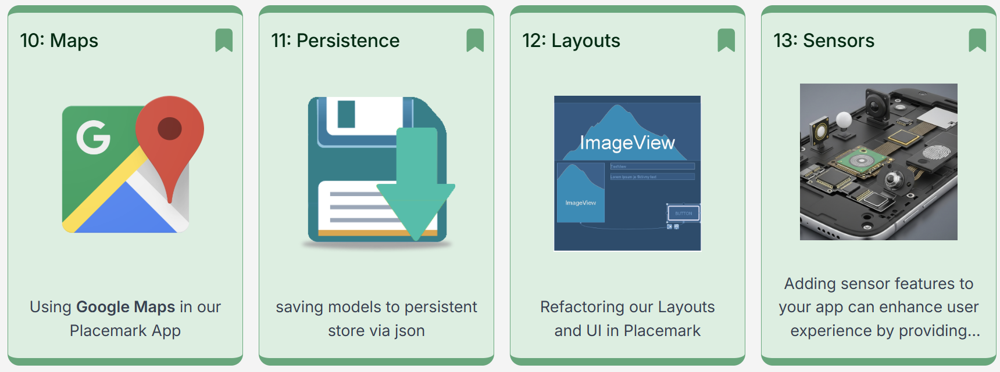 10: Maps
G
Using Google Maps in our
Placemark App
11: Persistence
saving models to persistent
store via json
12: Layouts
ImageView
TextView
Lorem ipsum je fiktivny text
ImageView
BUTTON
Refactoring our Layouts
and UI in Placemark
13: Sensors
Adding sensor features to
your app can enhance user
experience by providing...